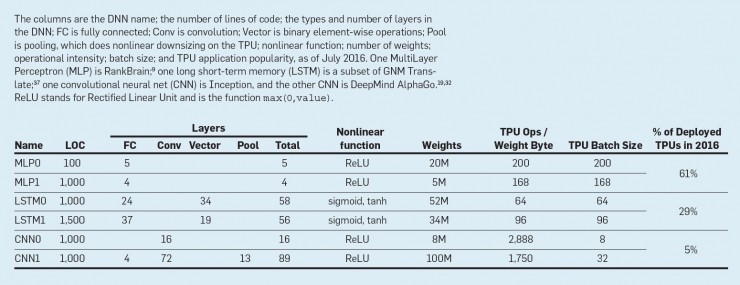 The columns are the DNN name; the number of lines of code; the types and number of layers in
the DNN; FC is fully connected; Conv is convolution; Vector is binary element-wise operations; Pool
is pooling, which does nonlinear downsizing on the TPU; nonlinear function; number of weights;
operational intensity; batch size; and TPU application popularity, as of July 2016. One MultiLayer
Perceptron (MLP) is RankBrain;⁹ one long short-term memory (LSTM) is a subset of GNM Trans-
late;³⁷ one convolutional neural net (CNN) is Inception, and the other CNN is DeepMind AlphaGo.¹⁹,³²
ReLU stands for Rectified Linear Unit and is the function max(0,value).
Layers Nonlinear TPU Ops / % of Deployed
Name LOC FC Conv Vector Pool Total function Weights Weight Byte TPU Batch Size TPUs in 2016
MLP0 100 5 5 ReLU 20M 200 200
61%
MLP1 1,000 4 4 ReLU 5M 168 168
LSTM0 1,000 24 34 58 sigmoid, tanh 52M 64 64
29%
LSTM1 1,500 37 19 56 sigmoid, tanh 34M 96 96
CNN0 1,000 16 16 ReLU 8M 2,888 8
5%
CNN1 1,000 4 72 13 89 ReLU 100M 1,750 32